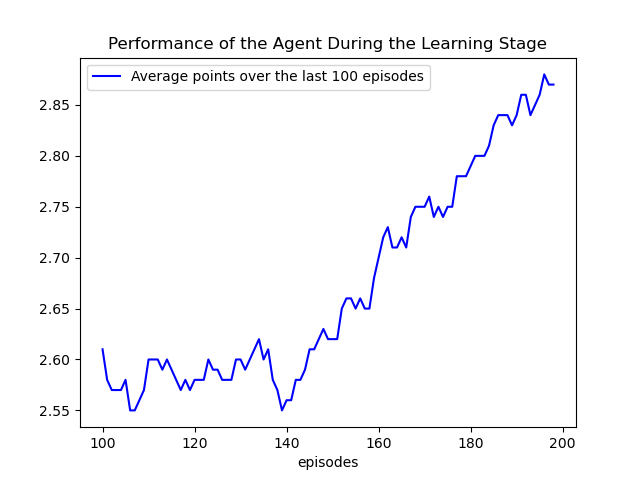 Performance of the Agent During the Learning Stage
Average points over the last 100 episodes
2.85
2.80
2.75
2.70
2.65
2.60
2.55
100 120 140 160 180 200
episodes